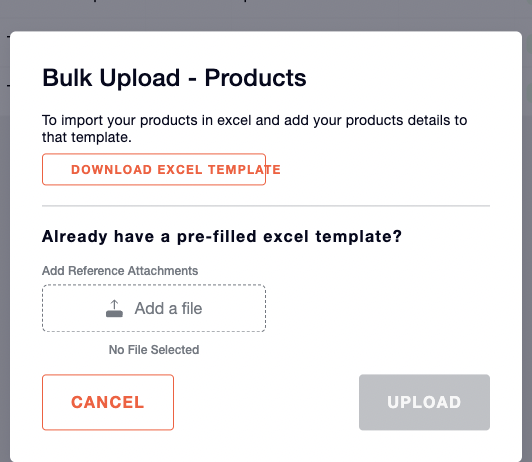 Bulk Upload - Products
To import your products in excel and add your products details to
that template.
DOWNLOAD EXCEL TEMPLATE
Already have a pre-filled excel template?
Add Reference Attachments
Add a file
No File Selected
CANCEL
UPLOAD